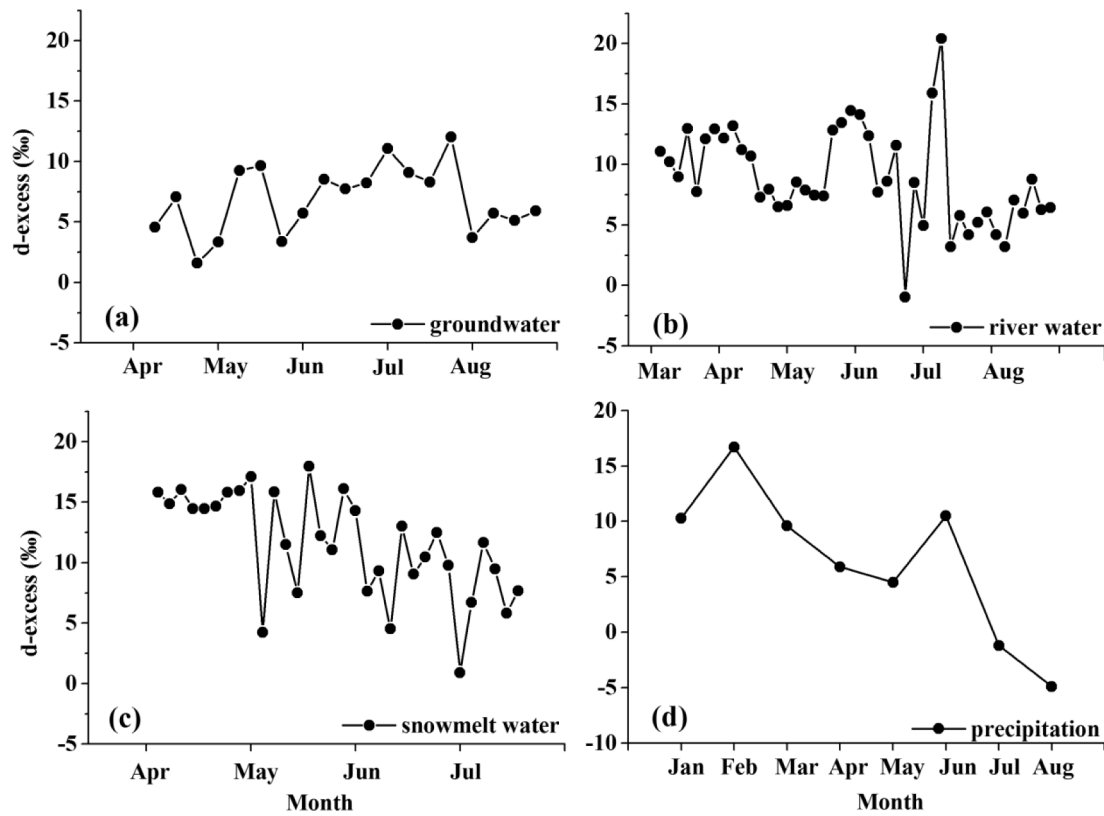 d-excess (‰)
20
15
10
5
0
-5
(a)
groundwater
Apr May Jun Jul Aug
20
15
10
5
0
-5
(b)
river water
Mar Apr May Jun Jul Aug
d-excess (‰)
20
15
10
5
0
-5
(c)
snowmelt water
Apr May Jun Jul
Month
20
15
10
5
0
-5
-10
(d)
precipitation
Jan Feb Mar Apr May Jun Jul Aug
Month